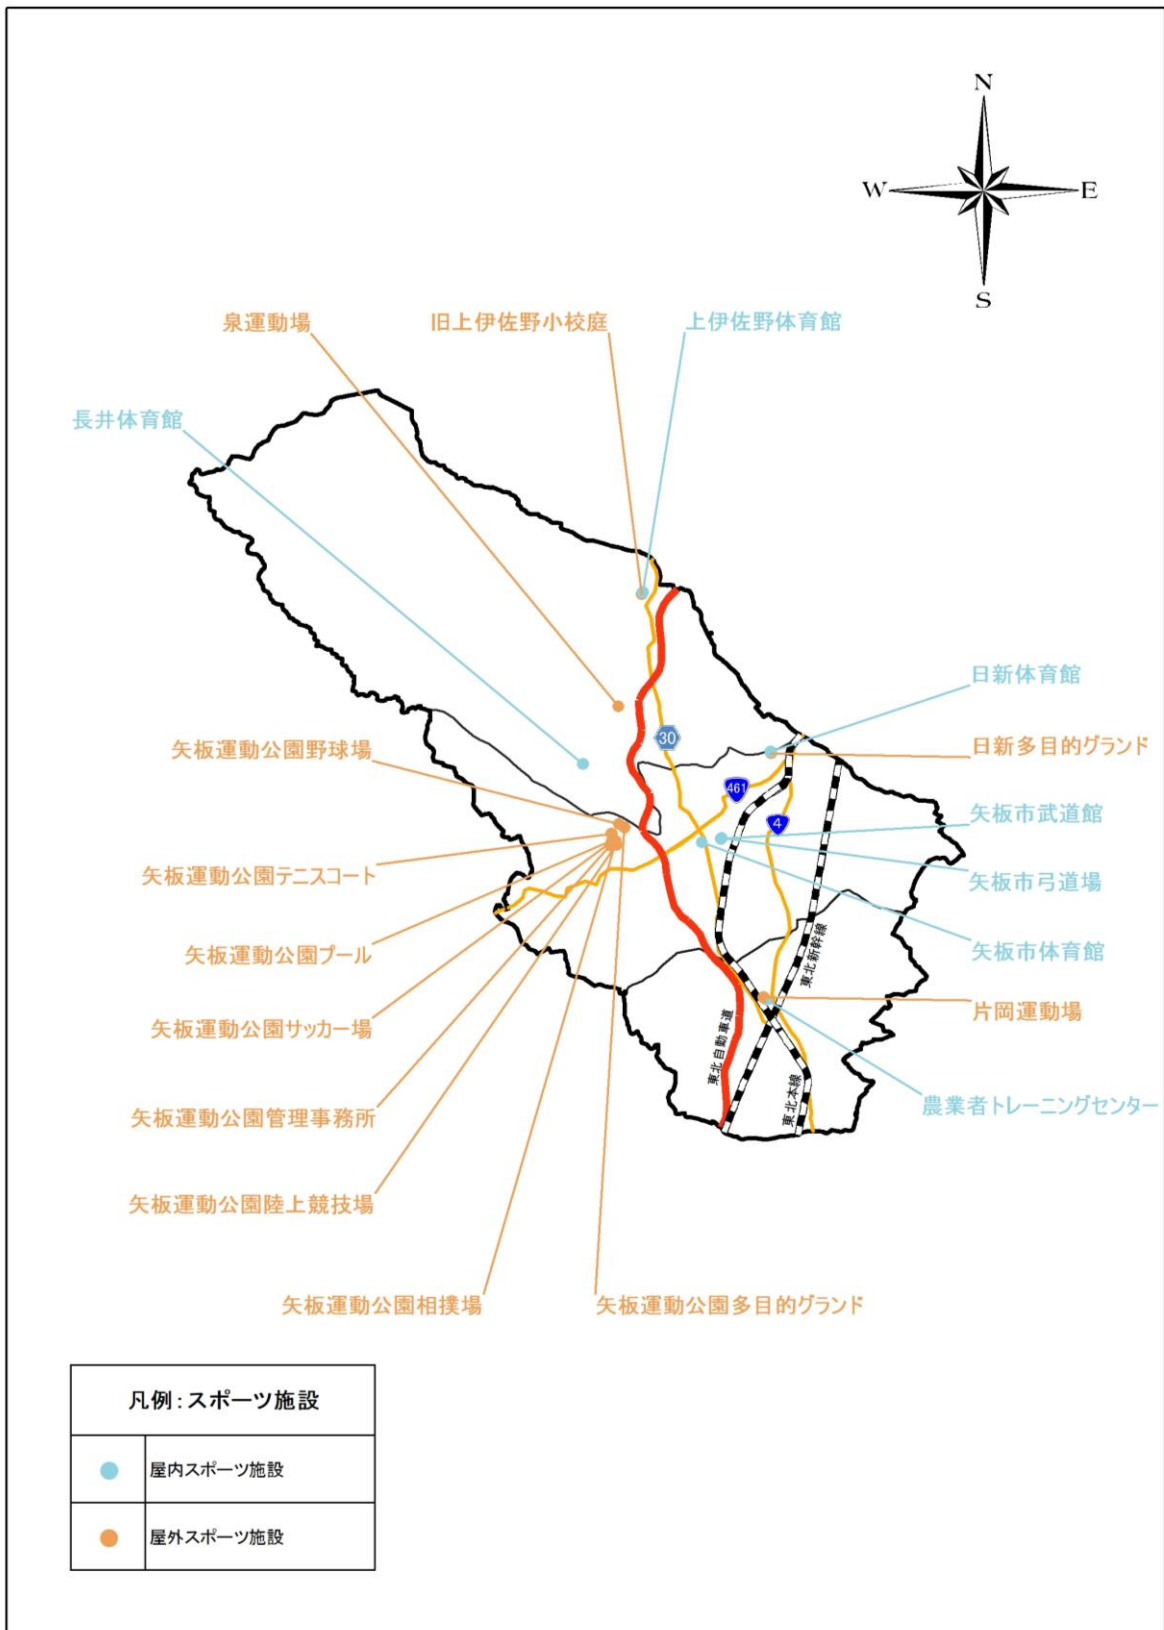 N
W
E
S
泉運動場
旧上伊佐野小校庭
上伊佐野体育館
長井体育館
日新体育館
30
矢板運動公園野球場
日新多目的グランド
461
4
矢板市武道館
矢板運動公園テニスコート
矢板市弓道場
矢板運動公園プール
矢板市体育館
東北新幹線
矢板運動公園サッカー場
片岡運動場
東北自動車道
東北本線
矢板運動公園管理事務所
農業者トレーニングセンター
矢板運動公園陸上競技場
矢板運動公園相撲場
矢板運動公園多目的グランド
凡例：スポーツ施設
屋内スポーツ施設
屋外スポーツ施設